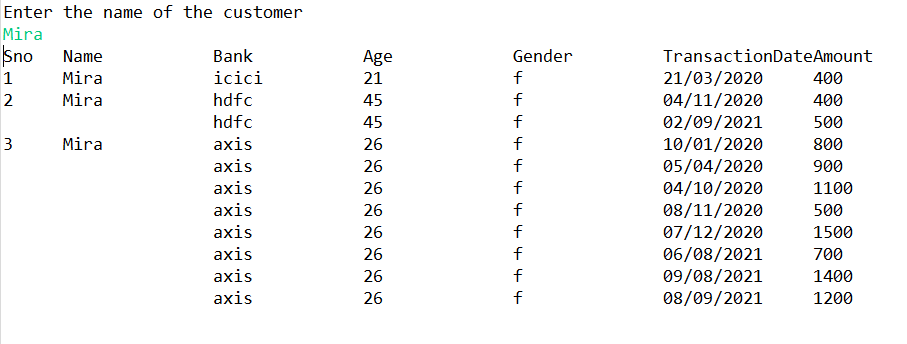 Enter the name of the customer
Mira
Sno Name Bank Age Gender TransactionDateAmount
1 Mira icici 21 f 21/03/2020 400
2 Mira hdfc 45 f 04/11/2020 400
hdfc 45 f 02/09/2021 500
3 Mira axis 26 f 10/01/2020 800
axis 26 f 05/04/2020 900
axis 26 f 04/10/2020 1100
axis 26 f 08/11/2020 500
axis 26 f 07/12/2020 1500
axis 26 f 06/08/2021 700
axis 26 f 09/08/2021 1400
axis 26 f 08/09/2021 1200